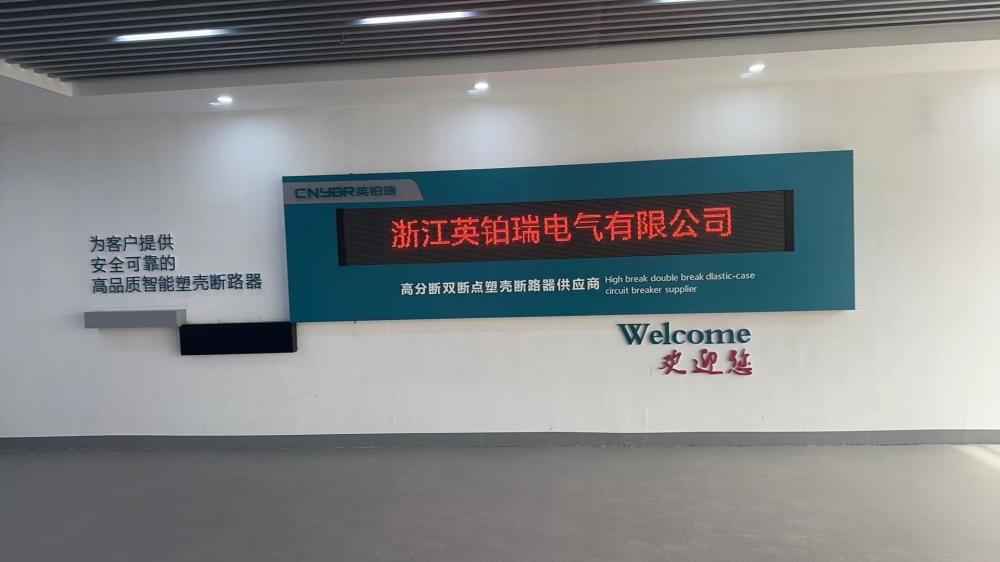 CNYBR英铂瑞
浙江英铂瑞电气有限公司
高分断双断点塑壳断路器供应商
High break double break dlastic-case
circuit breaker supplier
为客户提供
安全可靠的
高品质智能塑壳断路器
Welcome
欢迎您